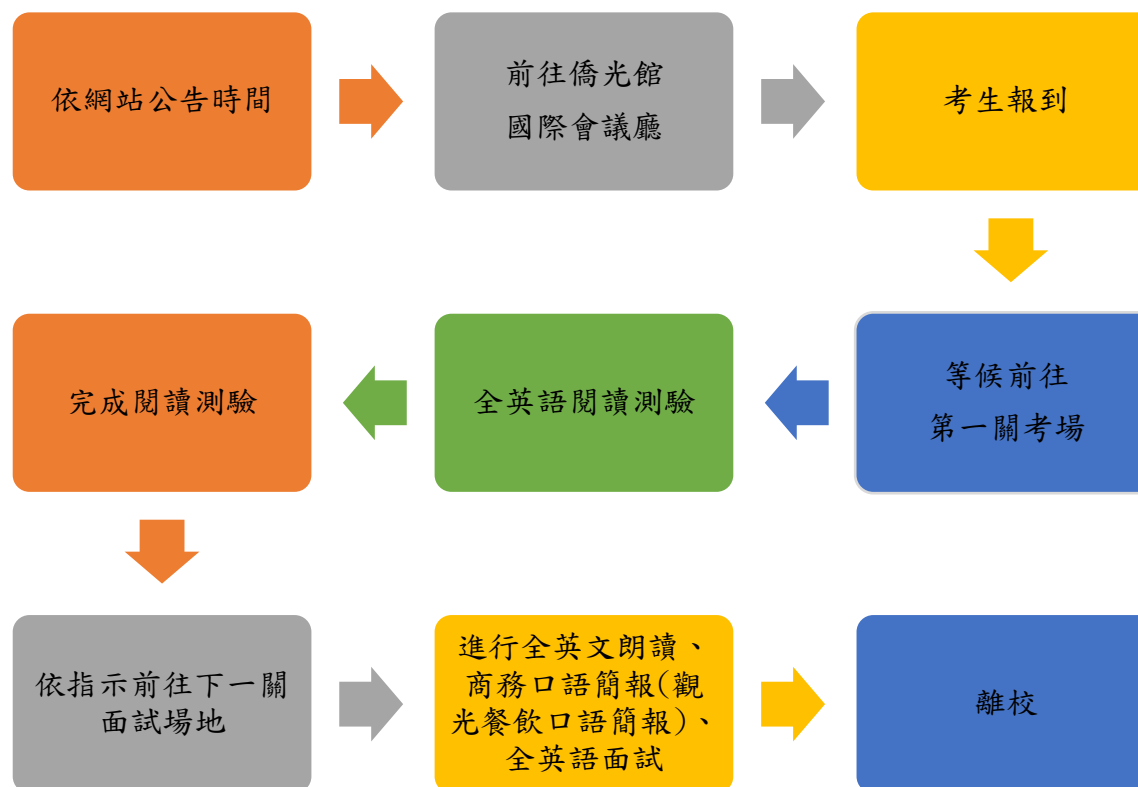 依網站公告時間
前往僑光館
國際會議廳
考生報到
等候前往
第一關考場
全英語閱讀測驗
完成閱讀測驗
依指示前往下一關
面試場地
進行全英文朗讀、
商務口語簡報(觀
光餐飲口語簡報)、
全英語面試
離校